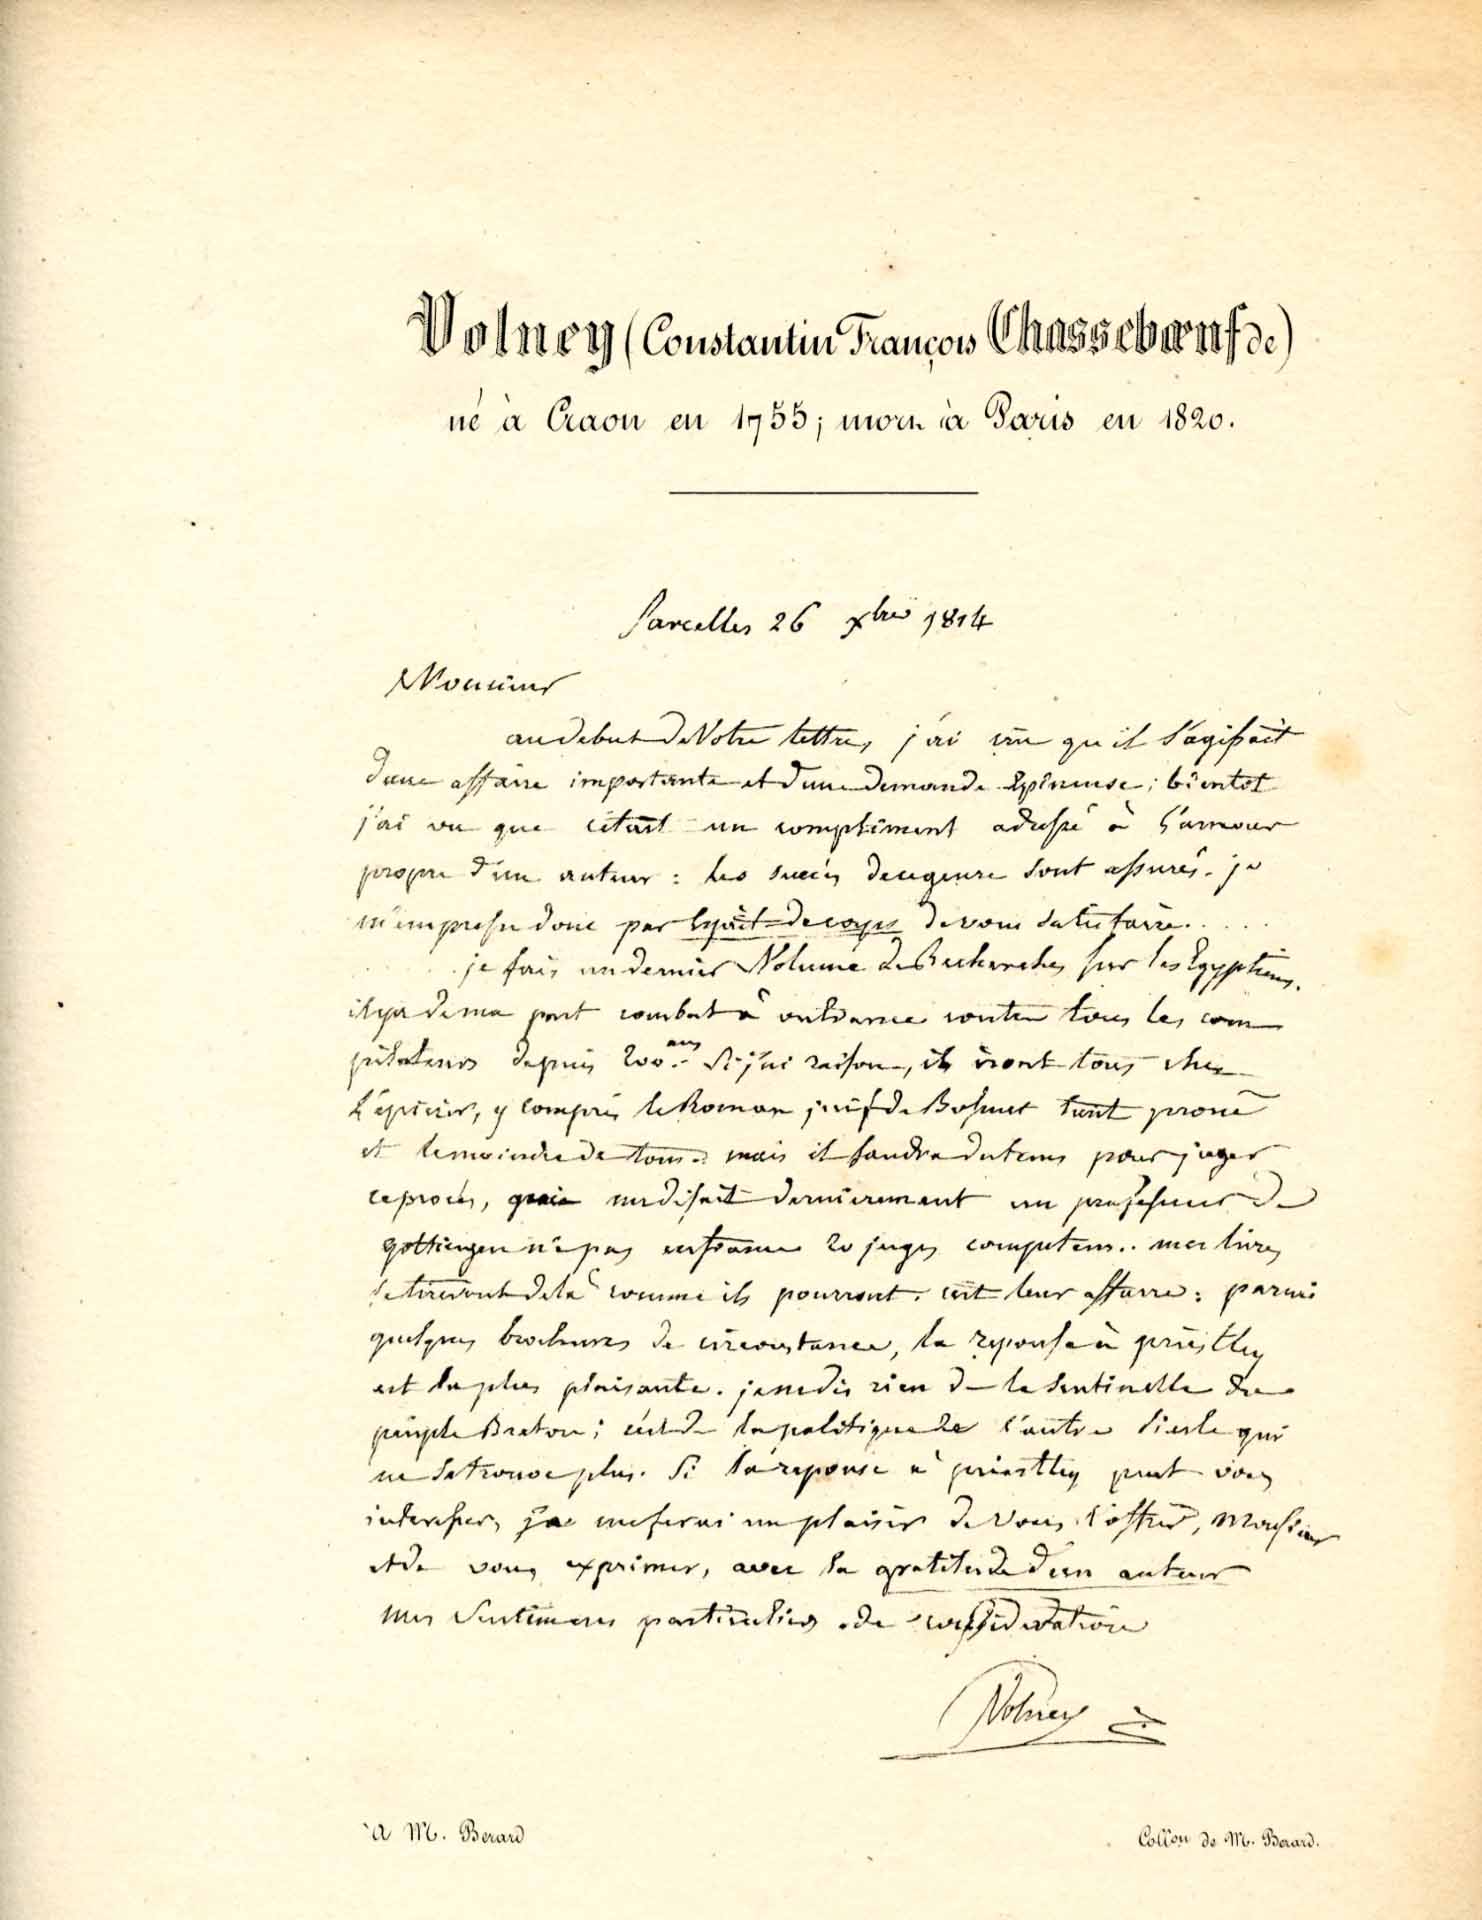 Volney (Constantin François Chassebœuf de)
né à Craon en 1755; mort à Paris en 1820.
Sarcelles 26 xbre 1814
Monsieur
au debut de Votre lettre, j'ai cru qu'il s'agissait
d'une affaire importante et d'une demande Epineuse; bientot
j'ai vu que c'etait un compliment adressé à l'amour
propre d'un auteur: les succès de ce genre sont assurés. je
m'empresse donc par de vous satisfaire.....
je fais un dernier Volume de Recherches sur les Egyptiens.
il y a de ma part combat à outrance contre tous les com
pilateurs depuis 200 ans. Si j'ai raison, ils iront tous chez
L'epicier, y compris le Roman juif de Bossuet tant proné
et le moindre de tous. mais il faudra du tems pour juger
ce procès, me disait dernierement un professeur de
gottingen n'a pas en france 20 juges competens.. mes livres
se tireront de là comme ils pourront. c'est leur affaire: parmi
quelques brochures de circonstance, la reponse à priestley
est la plus plaisante. je ne dis rien de la Sentinelle du
peuple Breton; c'est de la politique de l'autre siecle qui
ne se trouve plus. Si la reponse à priestley peut vous
interesser, je me ferai un plaisir de vous l'offrir, Monsieur
et de vous exprimer, avec la gratitude d'un auteur
mes Sentimens particuliers de consideration
Volney
à M. Berard
Collon de M. Berard.